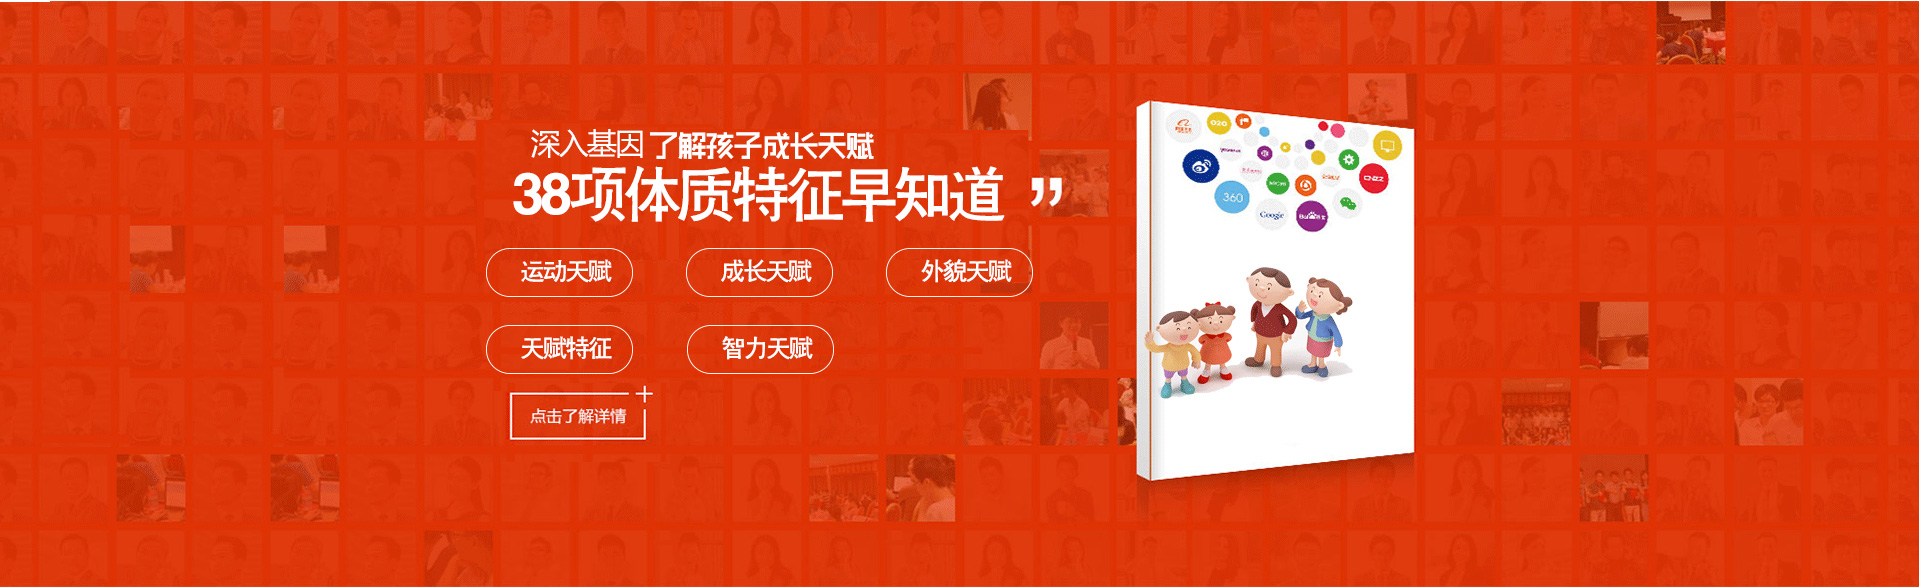 深入基因 了解孩子成长天赋
38项体质特征早知道 ”
运动天赋
成长天赋
外貌天赋
天赋特征
智力天赋
点击了解详情
O2O
360
Google
CNZZ